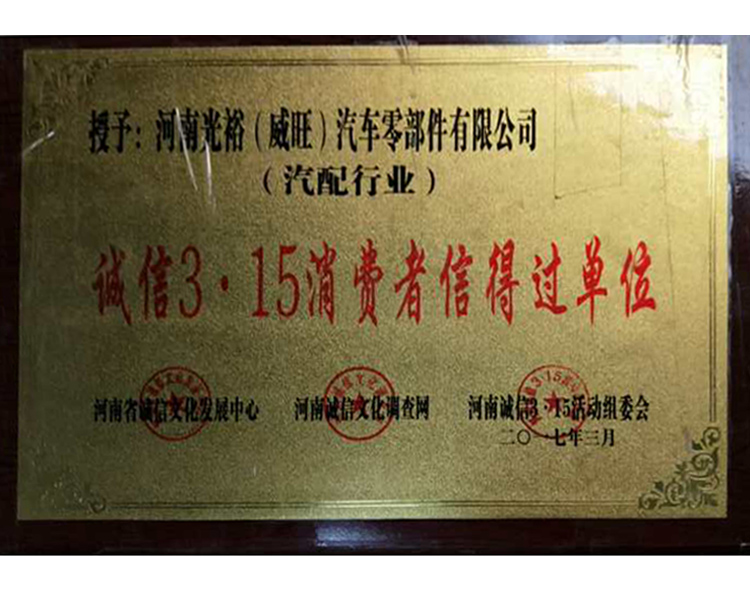 授予：河南光裕（威旺）汽车零部件有限公司
（汽配行业）
诚信3·15消费者信得过单位
河南省诚信文化发展中心 河南诚信文化调查网 河南诚信3·15活动组委会
二〇一七年三月